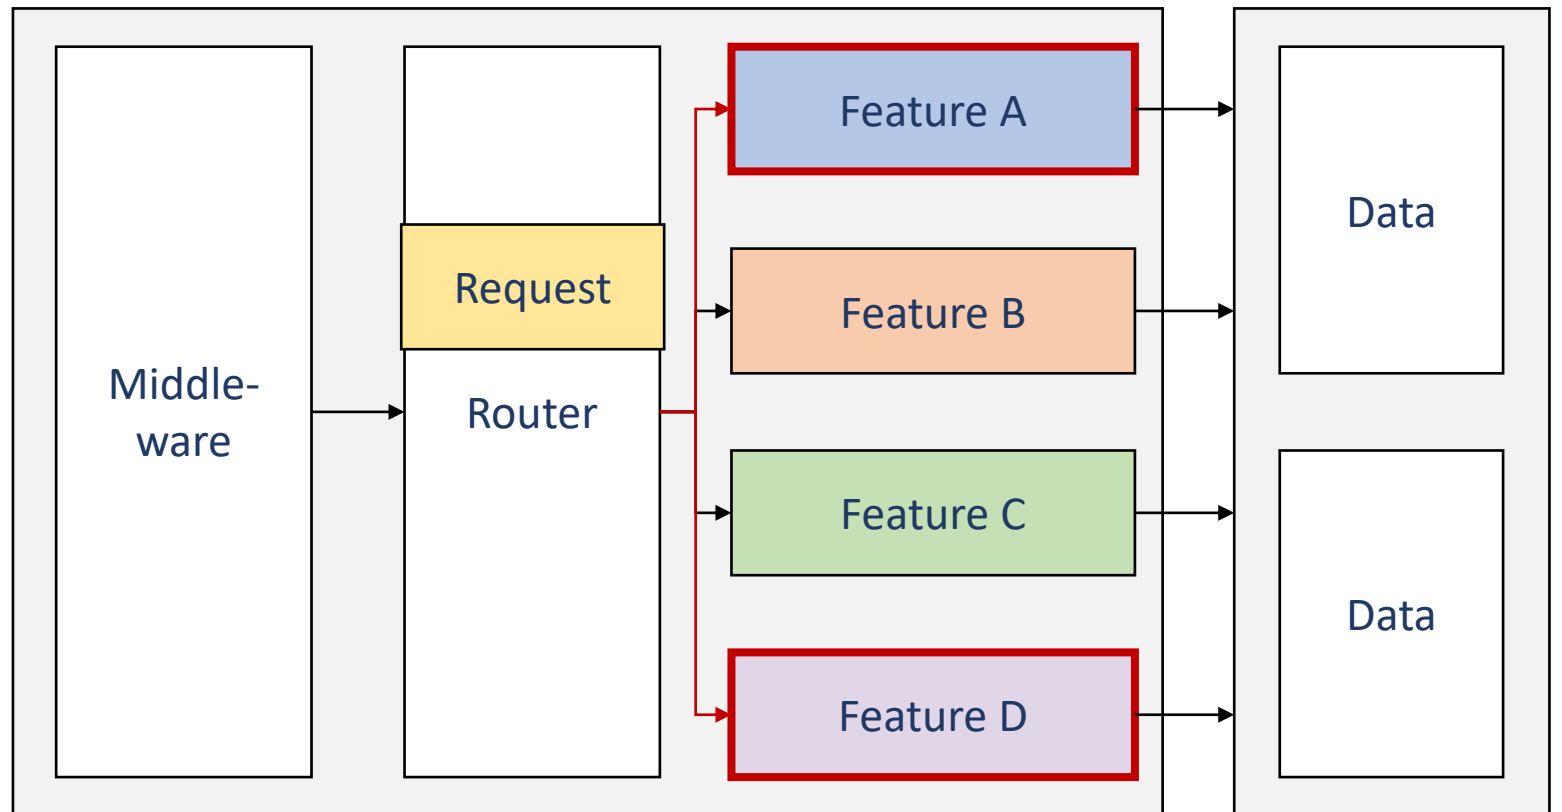 Middle-
ware
Request
Router
Feature A
Feature B
Feature C
Feature D
Data
Data